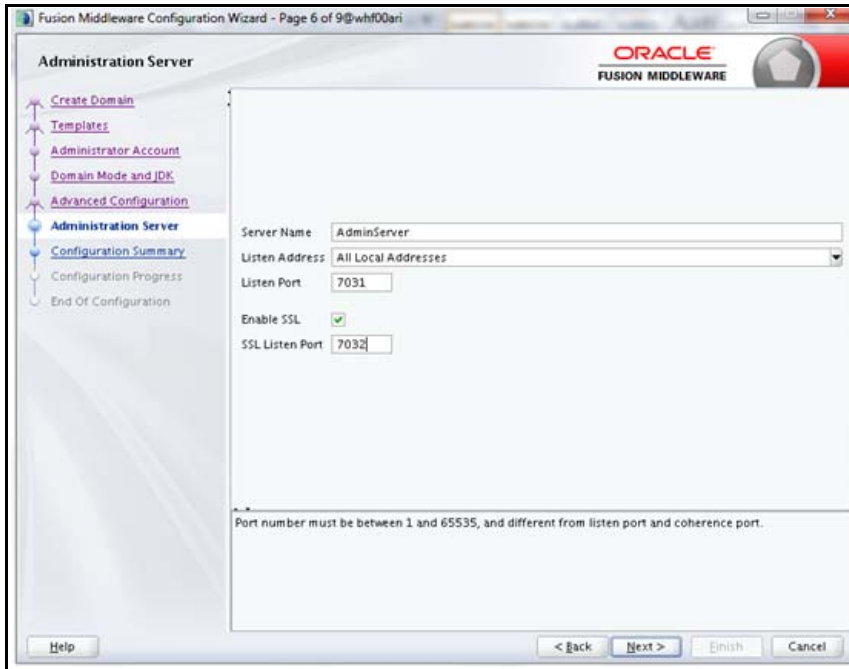 Fusion Middleware Configuration Wizard - Page 6 of 9@whf00ari
Administration Server
ORACLE
FUSION MIDDLEWARE
Create Domain
Templates
Administrator Account
Domain Mode and JDK
Advanced Configuration
Administration Server
Configuration Summary
Configuration Progress
End Of Configuration
Server Name AdminServer
Listen Address All Local Addresses
Listen Port 7031
Enable SSL
SSL Listen Port 7032
Port number must be between 1 and 65535, and different from listen port and coherence port.
Help
< Back
Next >
Finish
Cancel